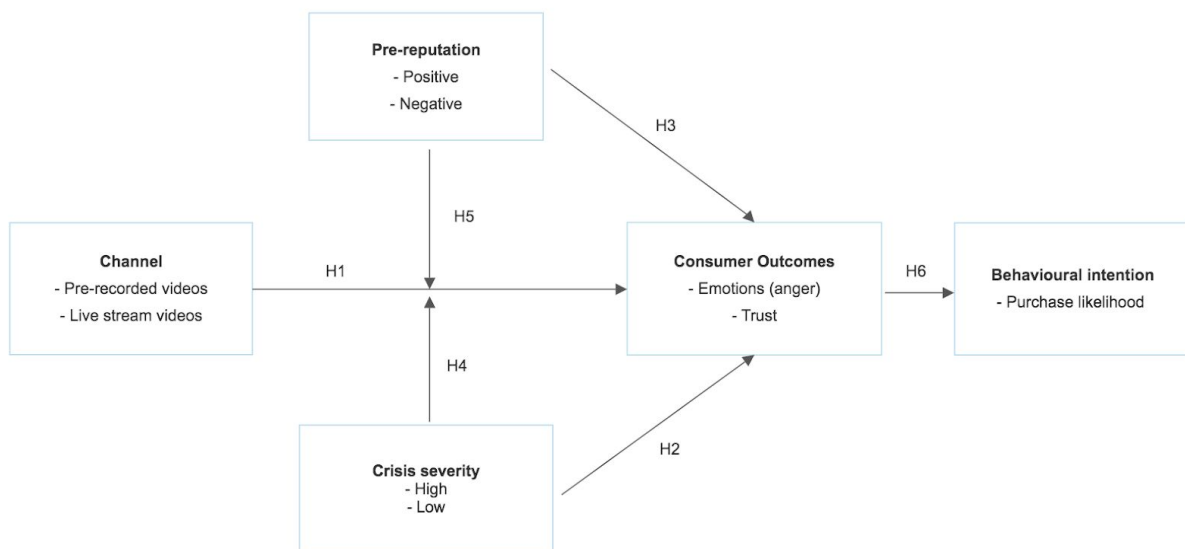 Pre-reputation
- Positive
- Negative
H3
H5
Channel
- Pre-recorded videos
- Live stream videos
H1
Consumer Outcomes
- Emotions (anger)
- Trust
H6
Behavioural intention
- Purchase likelihood
H4
H2
Crisis severity
- High
- Low